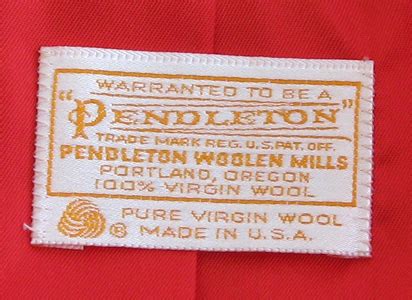 WARRANTED TO BE A
"PENDLETON"
TRADE MARK REG. U.S. PAT. OFF.
PENDLETON WOOLEN MILLS
PORTLAND, OREGON
100% VIRGIN WOOL
PURE VIRGIN WOOL
® MADE IN U.S.A.